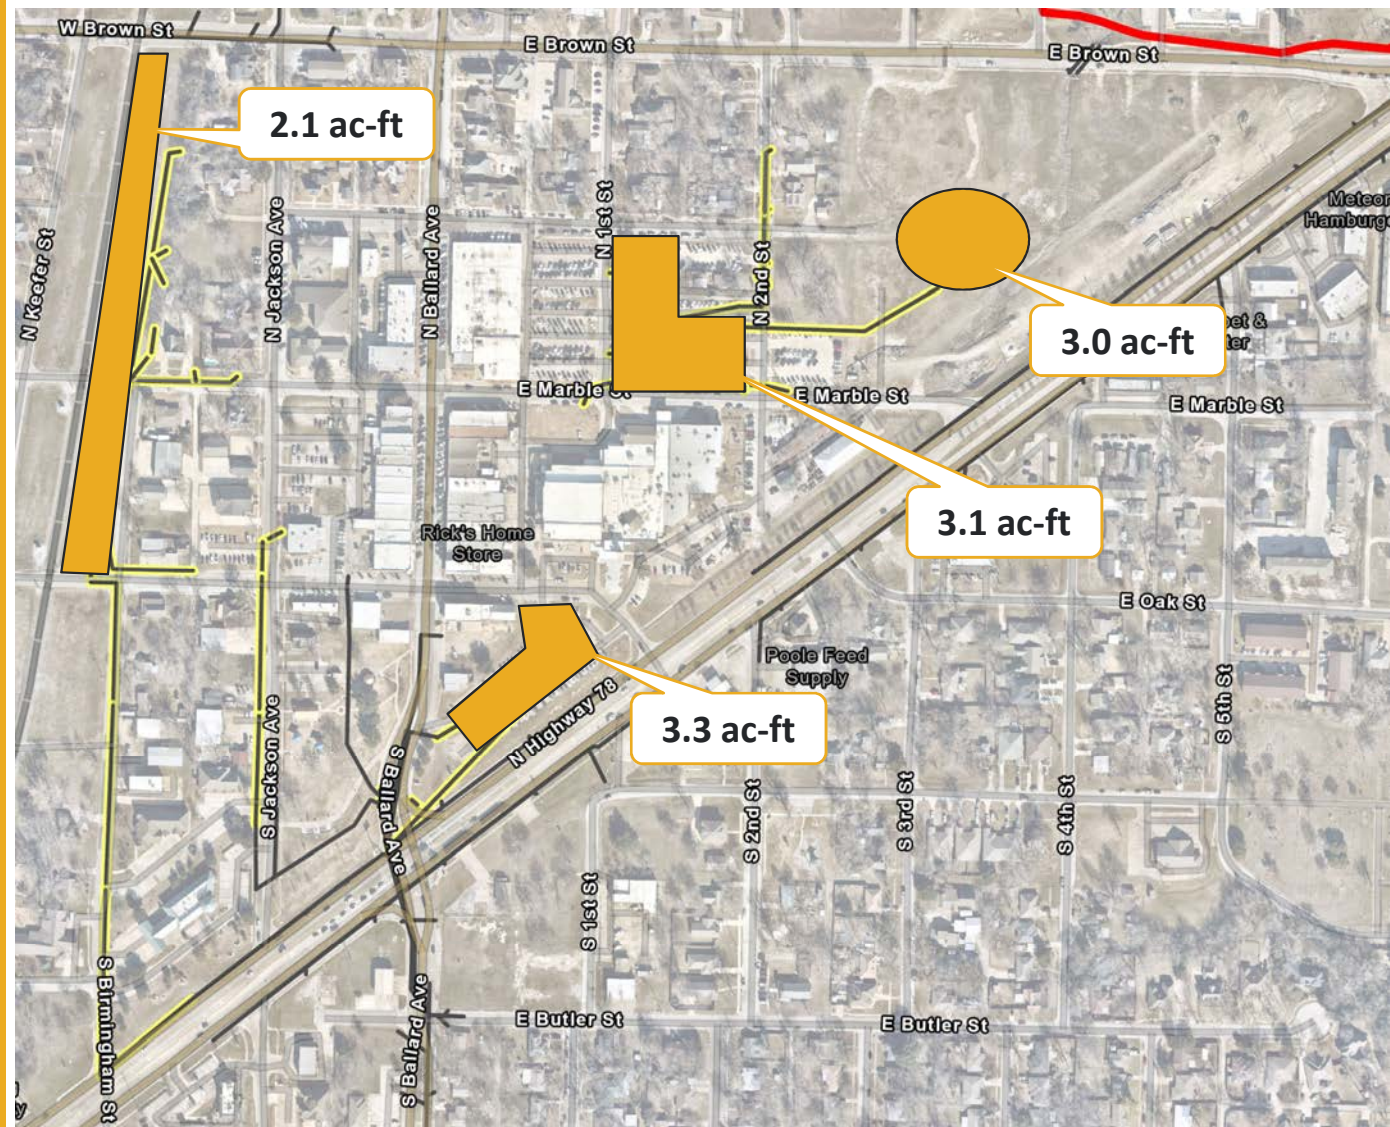 W Brown St
E Brown St
E Brown St
2.1 ac-ft
Meteor
Hamburge
N Keefer St
N Jackson Ave
N Ballard Ave
N 1st St
N 2nd St
3.0 ac-ft
E Marble St
E Marble St
E Marble St
3.1 ac-ft
Rick's Home
Store
E Oak St
Poole Feed
Supply
3.3 ac-ft
N Highway 78
S Jackson Ave
S Ballard Ave
S 2nd St
S 3rd St
S 4th St
S 5th St
S 1st St
S Birmingham St
S Ballard Ave
E Butler St
E Butler St